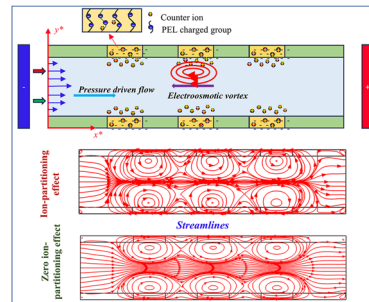 Counter ion
PEL charged group
y*
-
+
Pressure driven flow
Electroosmotic vortex
x*
Ion-partitioning
effect
Streamlines
Zero ion-
partitioning effect